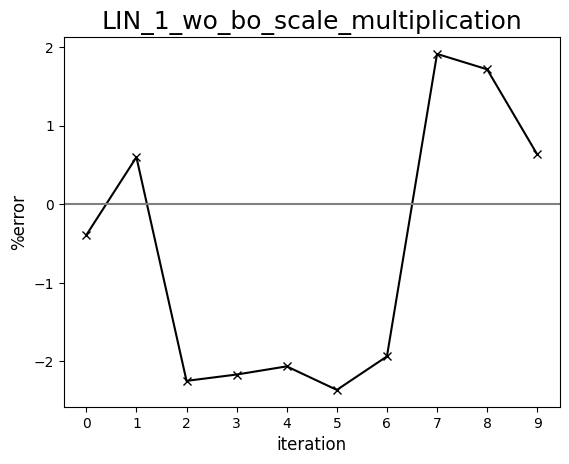 LIN_1_wo_bo_scale_multiplication
2
1
0
−1
−2
%error
0 1 2 3 4 5 6 7 8 9
iteration